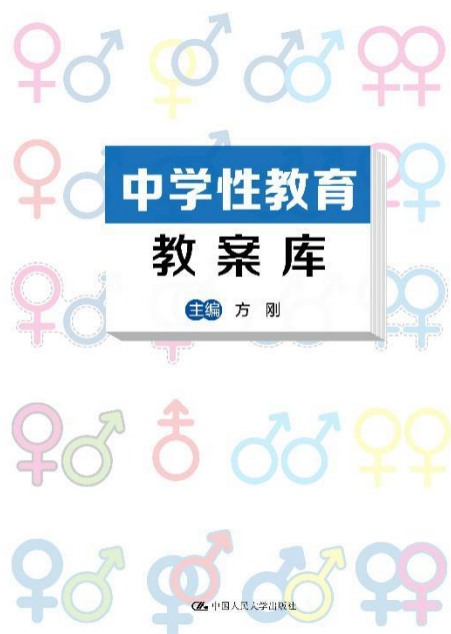 中学性教育
教案库
主编 方 刚
中国人民大学出版社